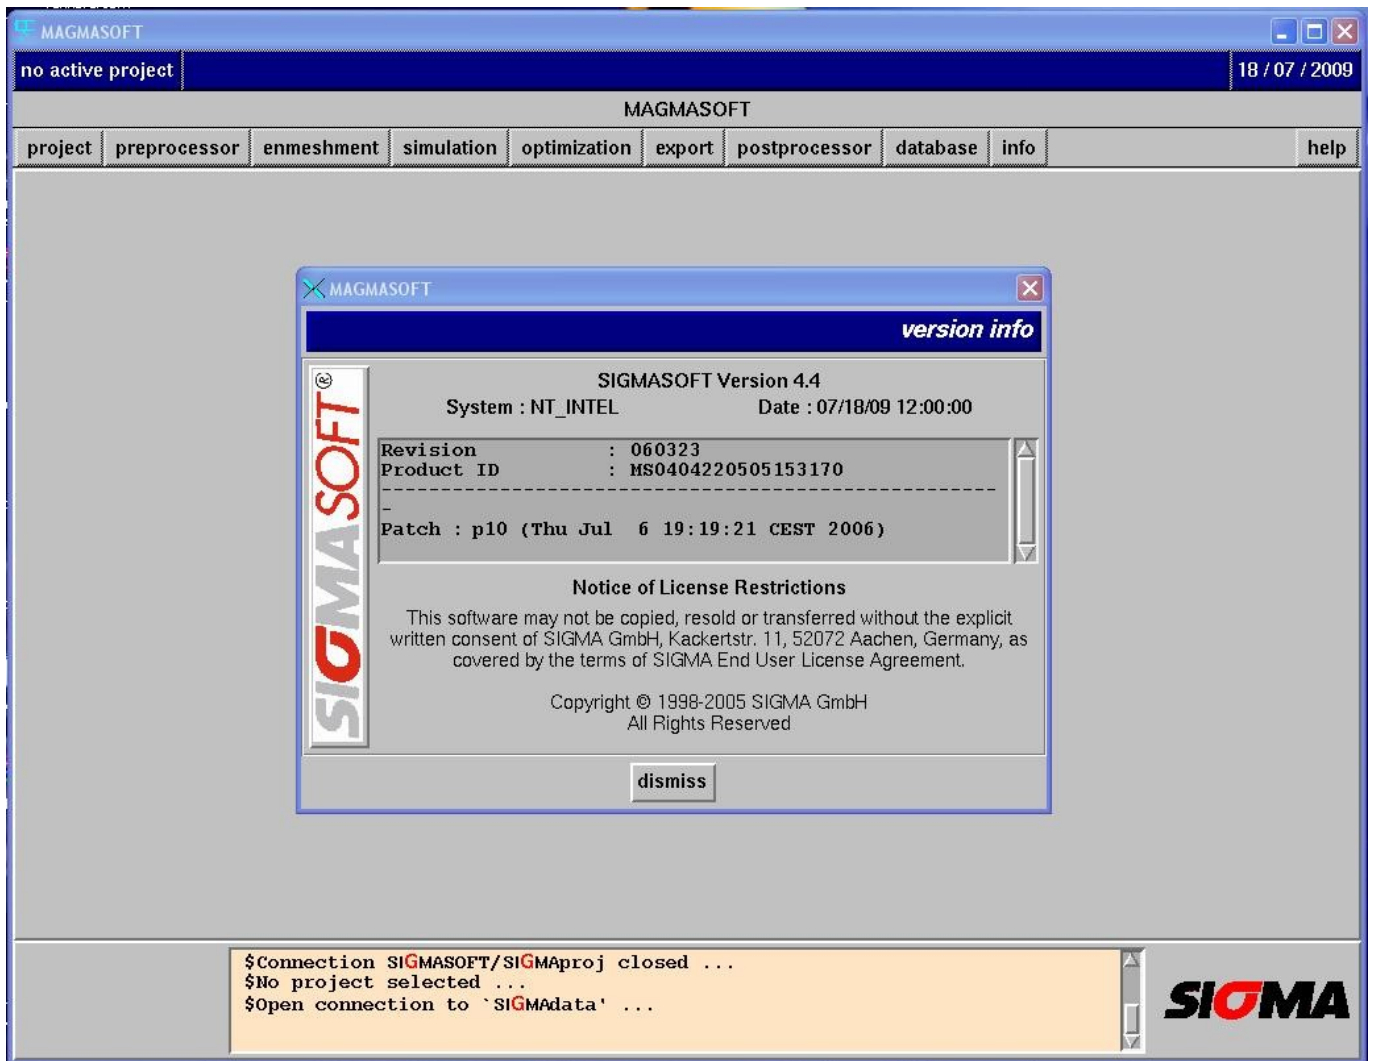 MAGMASOFT
no active project
18 / 07 / 2009
MAGMASOFT
project preprocessor enmeshment simulation optimization export postprocessor database info help
MAGMASOFT
version info
SIGMASOFT®
SIGMASOFT Version 4.4
System : NT_INTEL Date : 07/18/09 12:00:00
Revision : 060323
Product ID : MS0404220505153170
----------------------------------------------------
-
Patch : p10 (Thu Jul 6 19:19:21 CEST 2006)
Notice of License Restrictions
This software may not be copied, resold or transferred without the explicit
written consent of SIGMA GmbH, Kackertstr. 11, 52072 Aachen, Germany, as
covered by the terms of SIGMA End User License Agreement.
Copyright © 1998-2005 SIGMA GmbH
All Rights Reserved
dismiss
$Connection SIGMASOFT/SIGMAproj closed ...
$No project selected ...
$Open connection to `SIGMAdata' ...
SIGMA